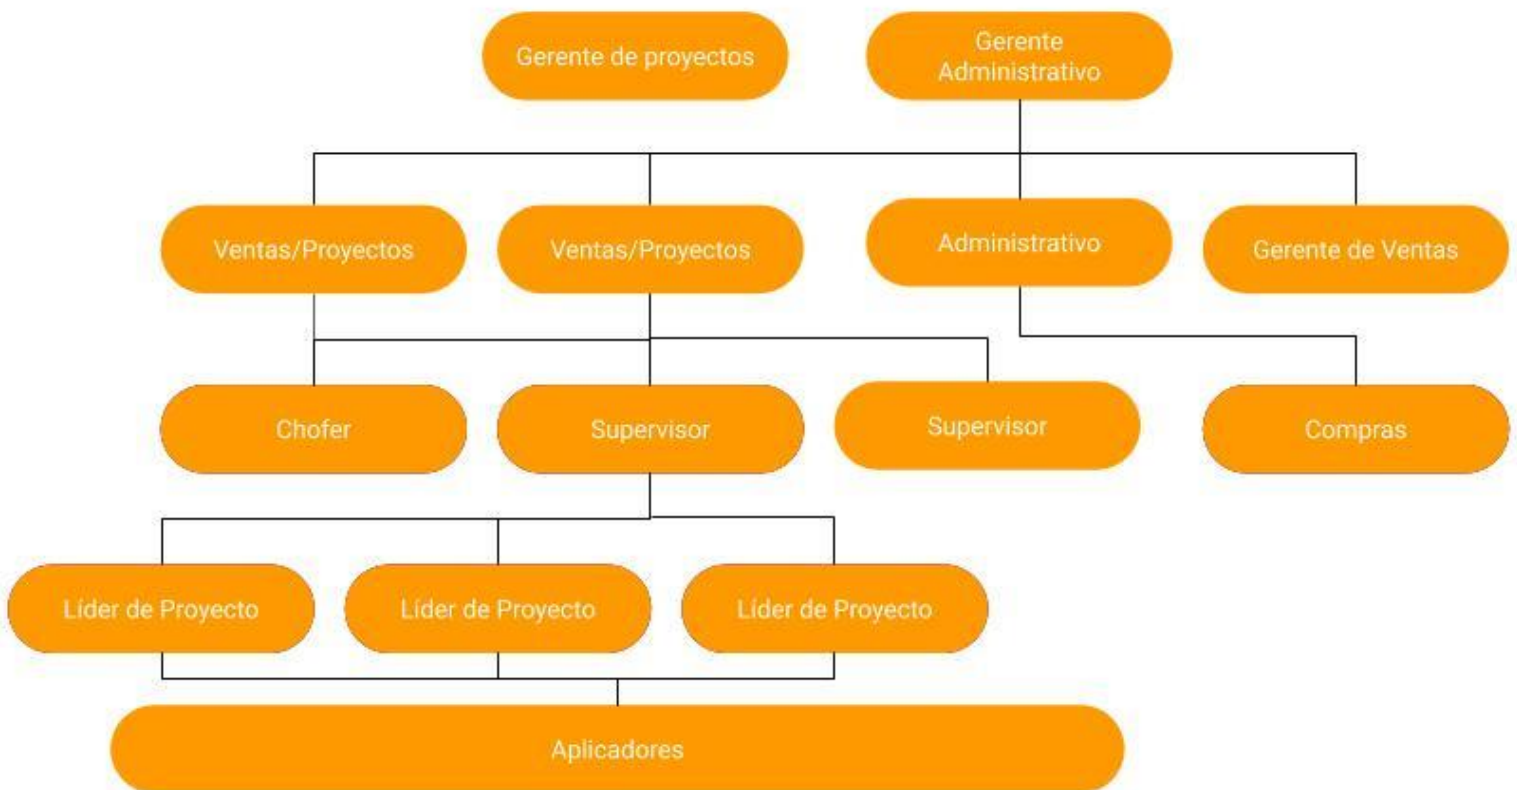 Gerente de proyectos
Gerente
Administrativo
Ventas/Proyectos
Ventas/Proyectos
Administrativo
Gerente de Ventas
Chofer
Supervisor
Supervisor
Compras
Líder de Proyecto
Líder de Proyecto
Líder de Proyecto
Aplicadores